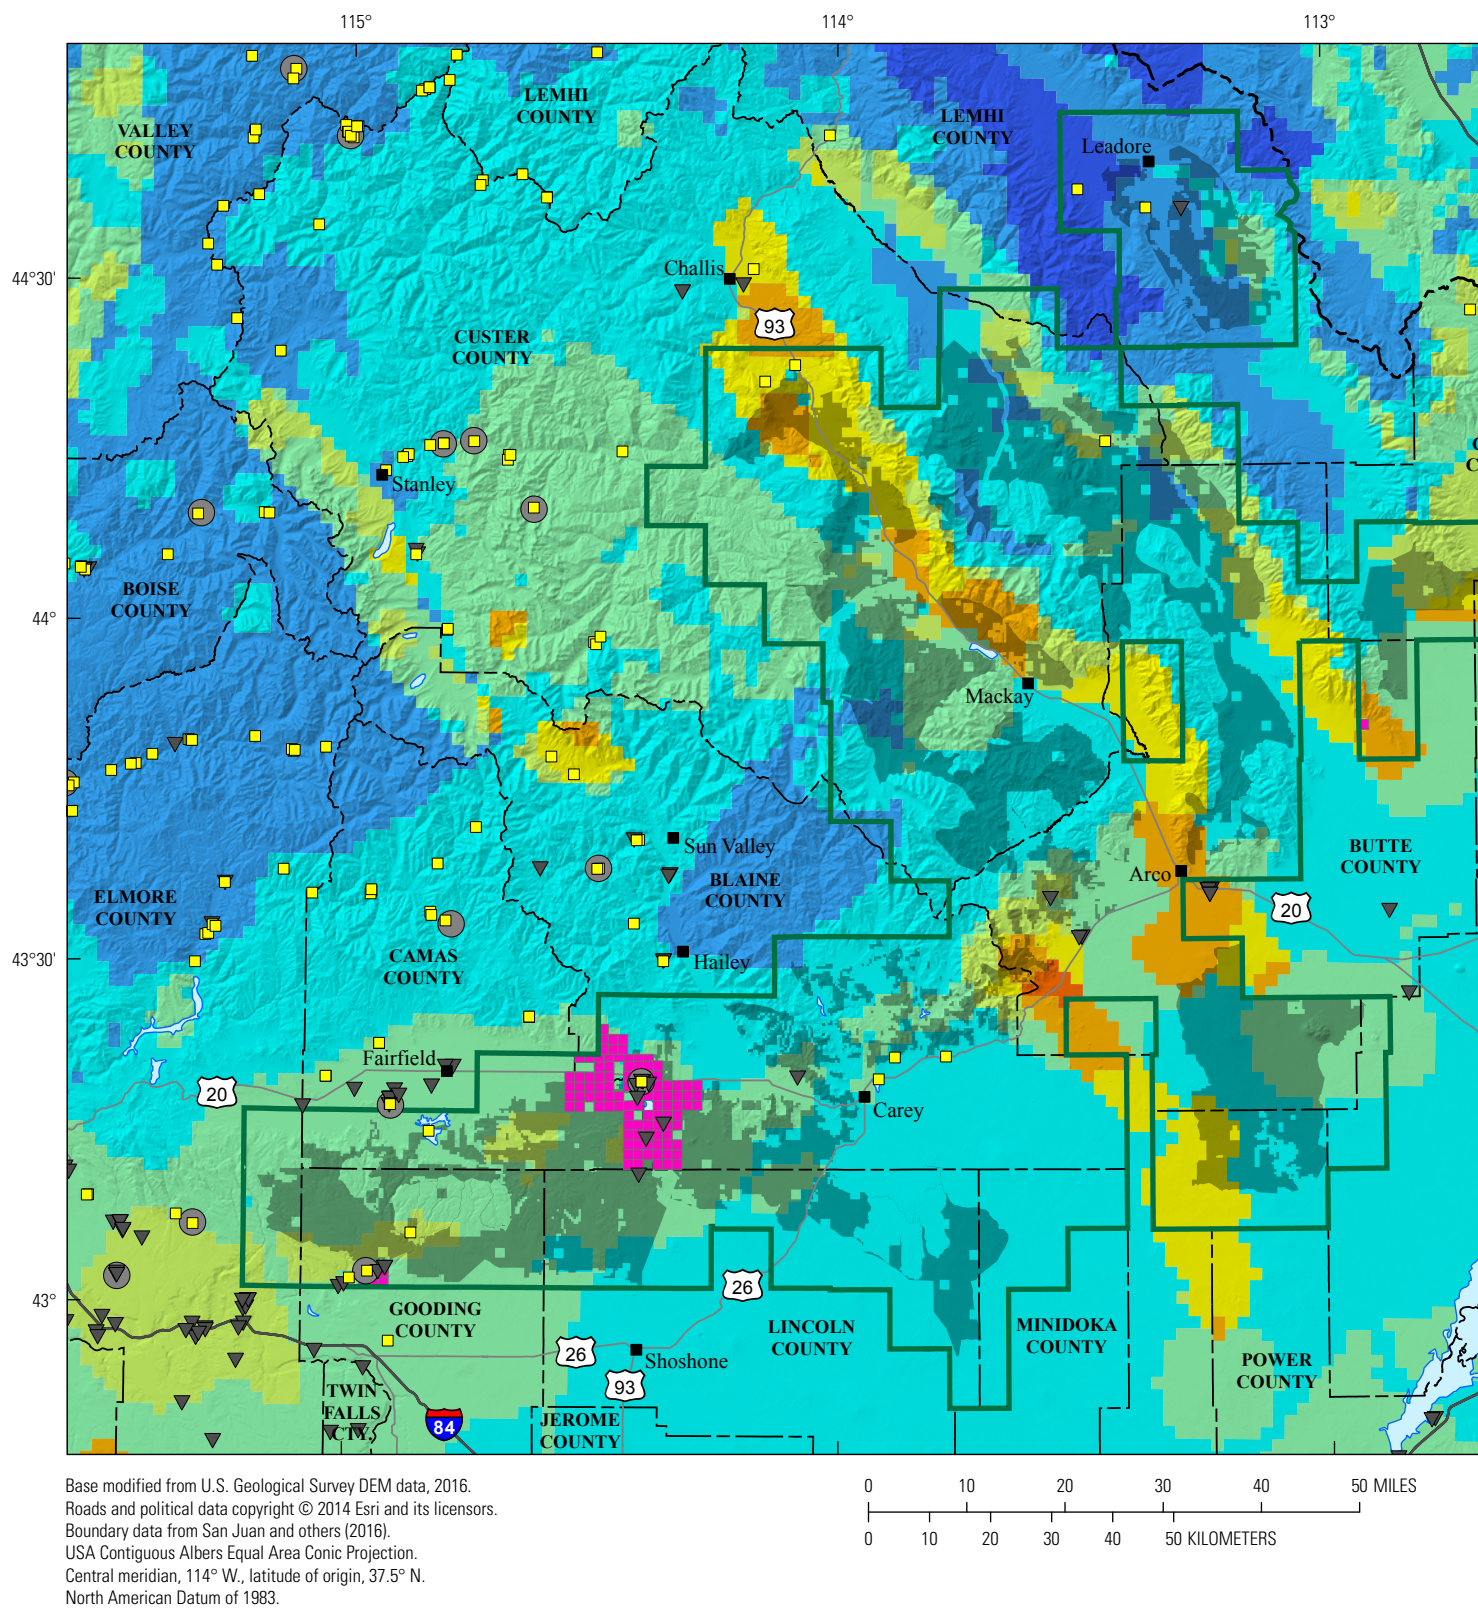 115°
114°
113°
LEMHI
COUNTY
LEMHI
COUNTY
VALLEY
COUNTY
Leadore
44°30'
Challis
93
CUSTER
COUNTY
Stanley
BOISE
COUNTY
44°
Mackay
Sun Valley
BLAINE
COUNTY
BUTTE
COUNTY
Arco
ELMORE
COUNTY
20
CAMAS
COUNTY
43°30'
Hailey
Fairfield
20
Carey
43°
26
GOODING
COUNTY
LINCOLN
COUNTY
MINIDOKA
COUNTY
26
Shoshone
POWER
COUNTY
93
TWIN
FALLS
CTY.
84
JEROME
COUNTY
Base modified from U.S. Geological Survey DEM data, 2016.
Roads and political data copyright © 2014 Esri and its licensors.
Boundary data from San Juan and others (2016).
USA Contiguous Albers Equal Area Conic Projection.
Central meridian, 114° W., latitude of origin, 37.5° N.
North American Datum of 1983.
0 10 20 30 40 50 MILES
0 10 20 30 40 50 KILOMETERS